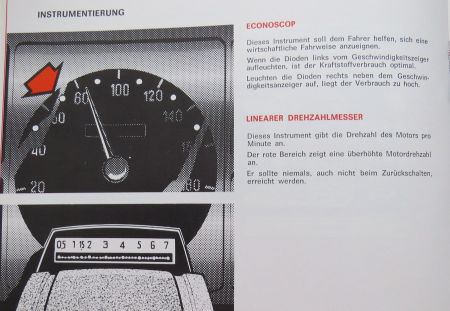 INSTRUMENTIERUNG
20
40
60
80
100
120
140
180
0,5 1 1,5 2 3 4 5 6 7
ECONOSCOP
Dieses Instrument soll dem Fahrer helfen, sich eine
wirtschaftliche Fahrweise anzueignen.
Wenn die Dioden links vom Geschwindigkeitszeiger
aufleuchten, ist der Kraftstoffverbrauch optimal.
Leuchten die Dioden rechts neben dem Geschwin-
digkeitsanzeiger auf, liegt der Verbrauch zu hoch.
LINEARER DREHZAHLMESSER
Dieses Instrument gibt die Drehzahl des Motors pro
Minute an.
Der rote Bereich zeigt eine überhöhte Motordrehzahl
an.
Er sollte niemals, auch nicht beim Zurückschalten,
erreicht werden.